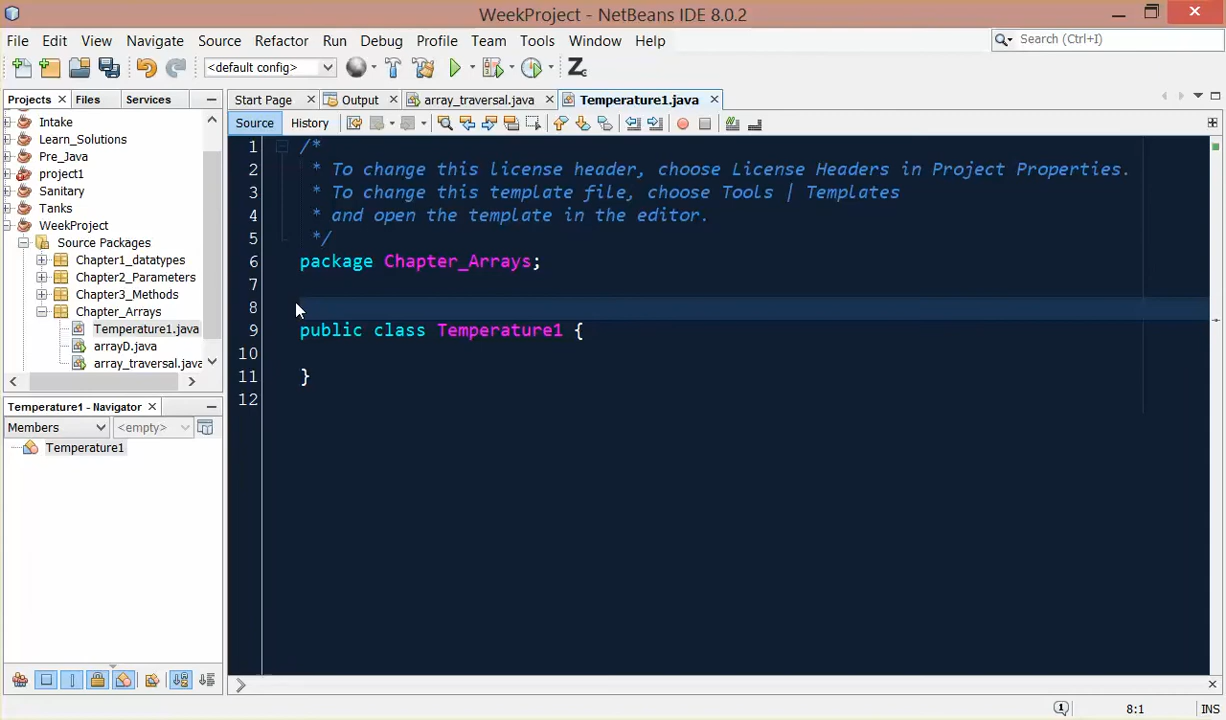 WeekProject - NetBeans IDE 8.0.2
File Edit View Navigate Source Refactor Run Debug Profile Team Tools Window Help
Search (Ctrl+I)
<default config>
Projects Files Services
Start Page Output array_traversal.java Temperature1.java
Source History
Intake
Learn_Solutions
Pre_Java
project1
Sanitary
Tanks
WeekProject
Source Packages
Chapter1_datatypes
Chapter2_Parameters
Chapter3_Methods
Chapter_Arrays
Temperature1.java
arrayD.java
array_traversal.java
Temperature1 - Navigator
Members <empty>
Temperature1
1 /*
2 * To change this license header, choose License Headers in Project Properties.
3 * To change this template file, choose Tools | Templates
4 * and open the template in the editor.
5 */
6 package Chapter_Arrays;
7
8
9 public class Temperature1 {
10
11 }
12
8:1 INS